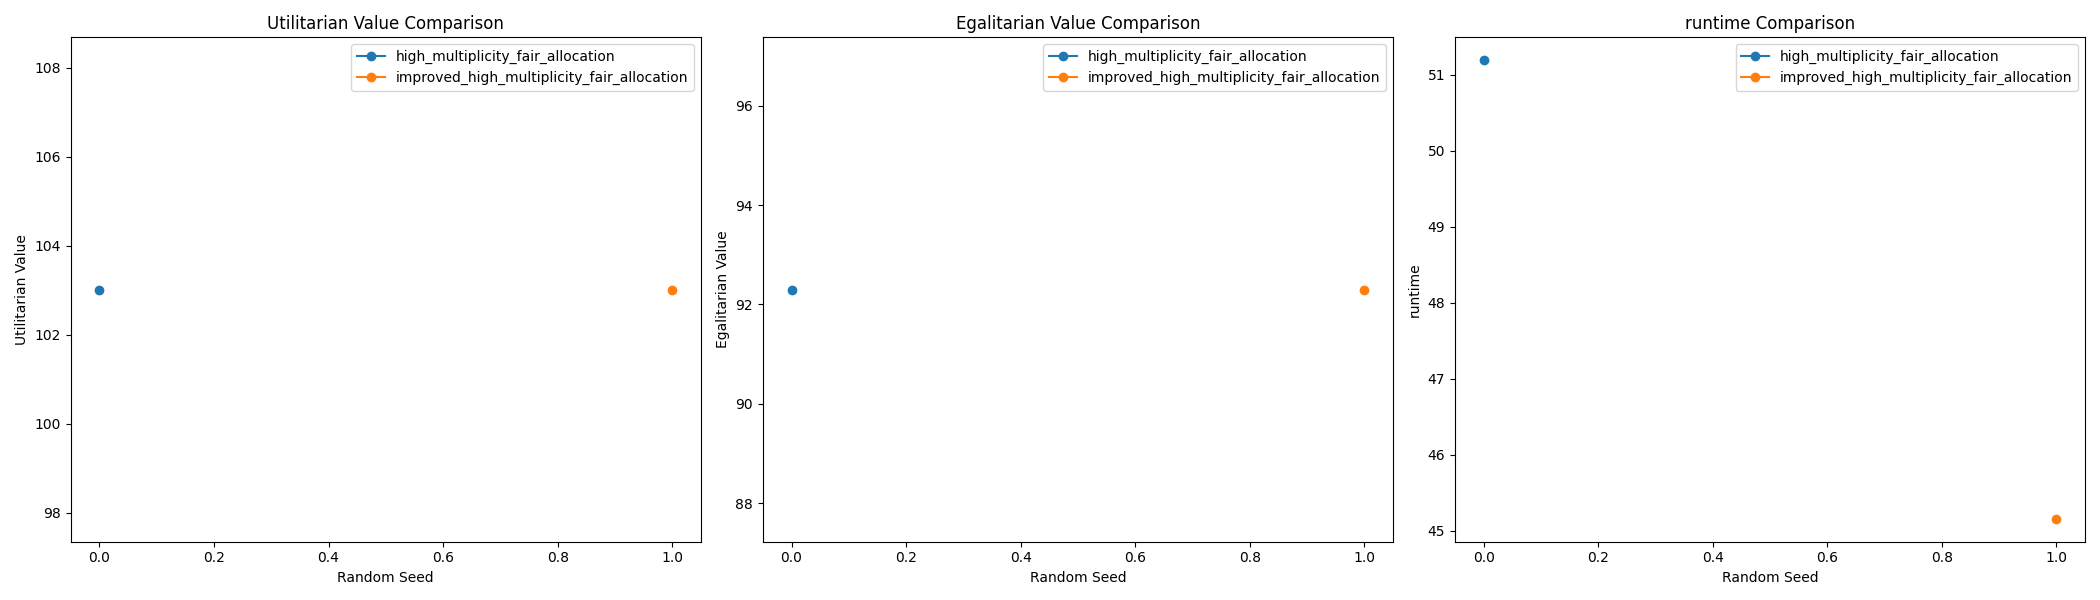 Utilitarian Value Comparison
high_multiplicity_fair_allocation
improved_high_multiplicity_fair_allocation
108
106
104
102
100
98
Utilitarian Value
0.0 0.2 0.4 0.6 0.8 1.0
Random Seed
Egalitarian Value Comparison
high_multiplicity_fair_allocation
improved_high_multiplicity_fair_allocation
96
94
92
90
88
Egalitarian Value
0.0 0.2 0.4 0.6 0.8 1.0
Random Seed
runtime Comparison
high_multiplicity_fair_allocation
improved_high_multiplicity_fair_allocation
51
50
49
48
47
46
45
runtime
0.0 0.2 0.4 0.6 0.8 1.0
Random Seed